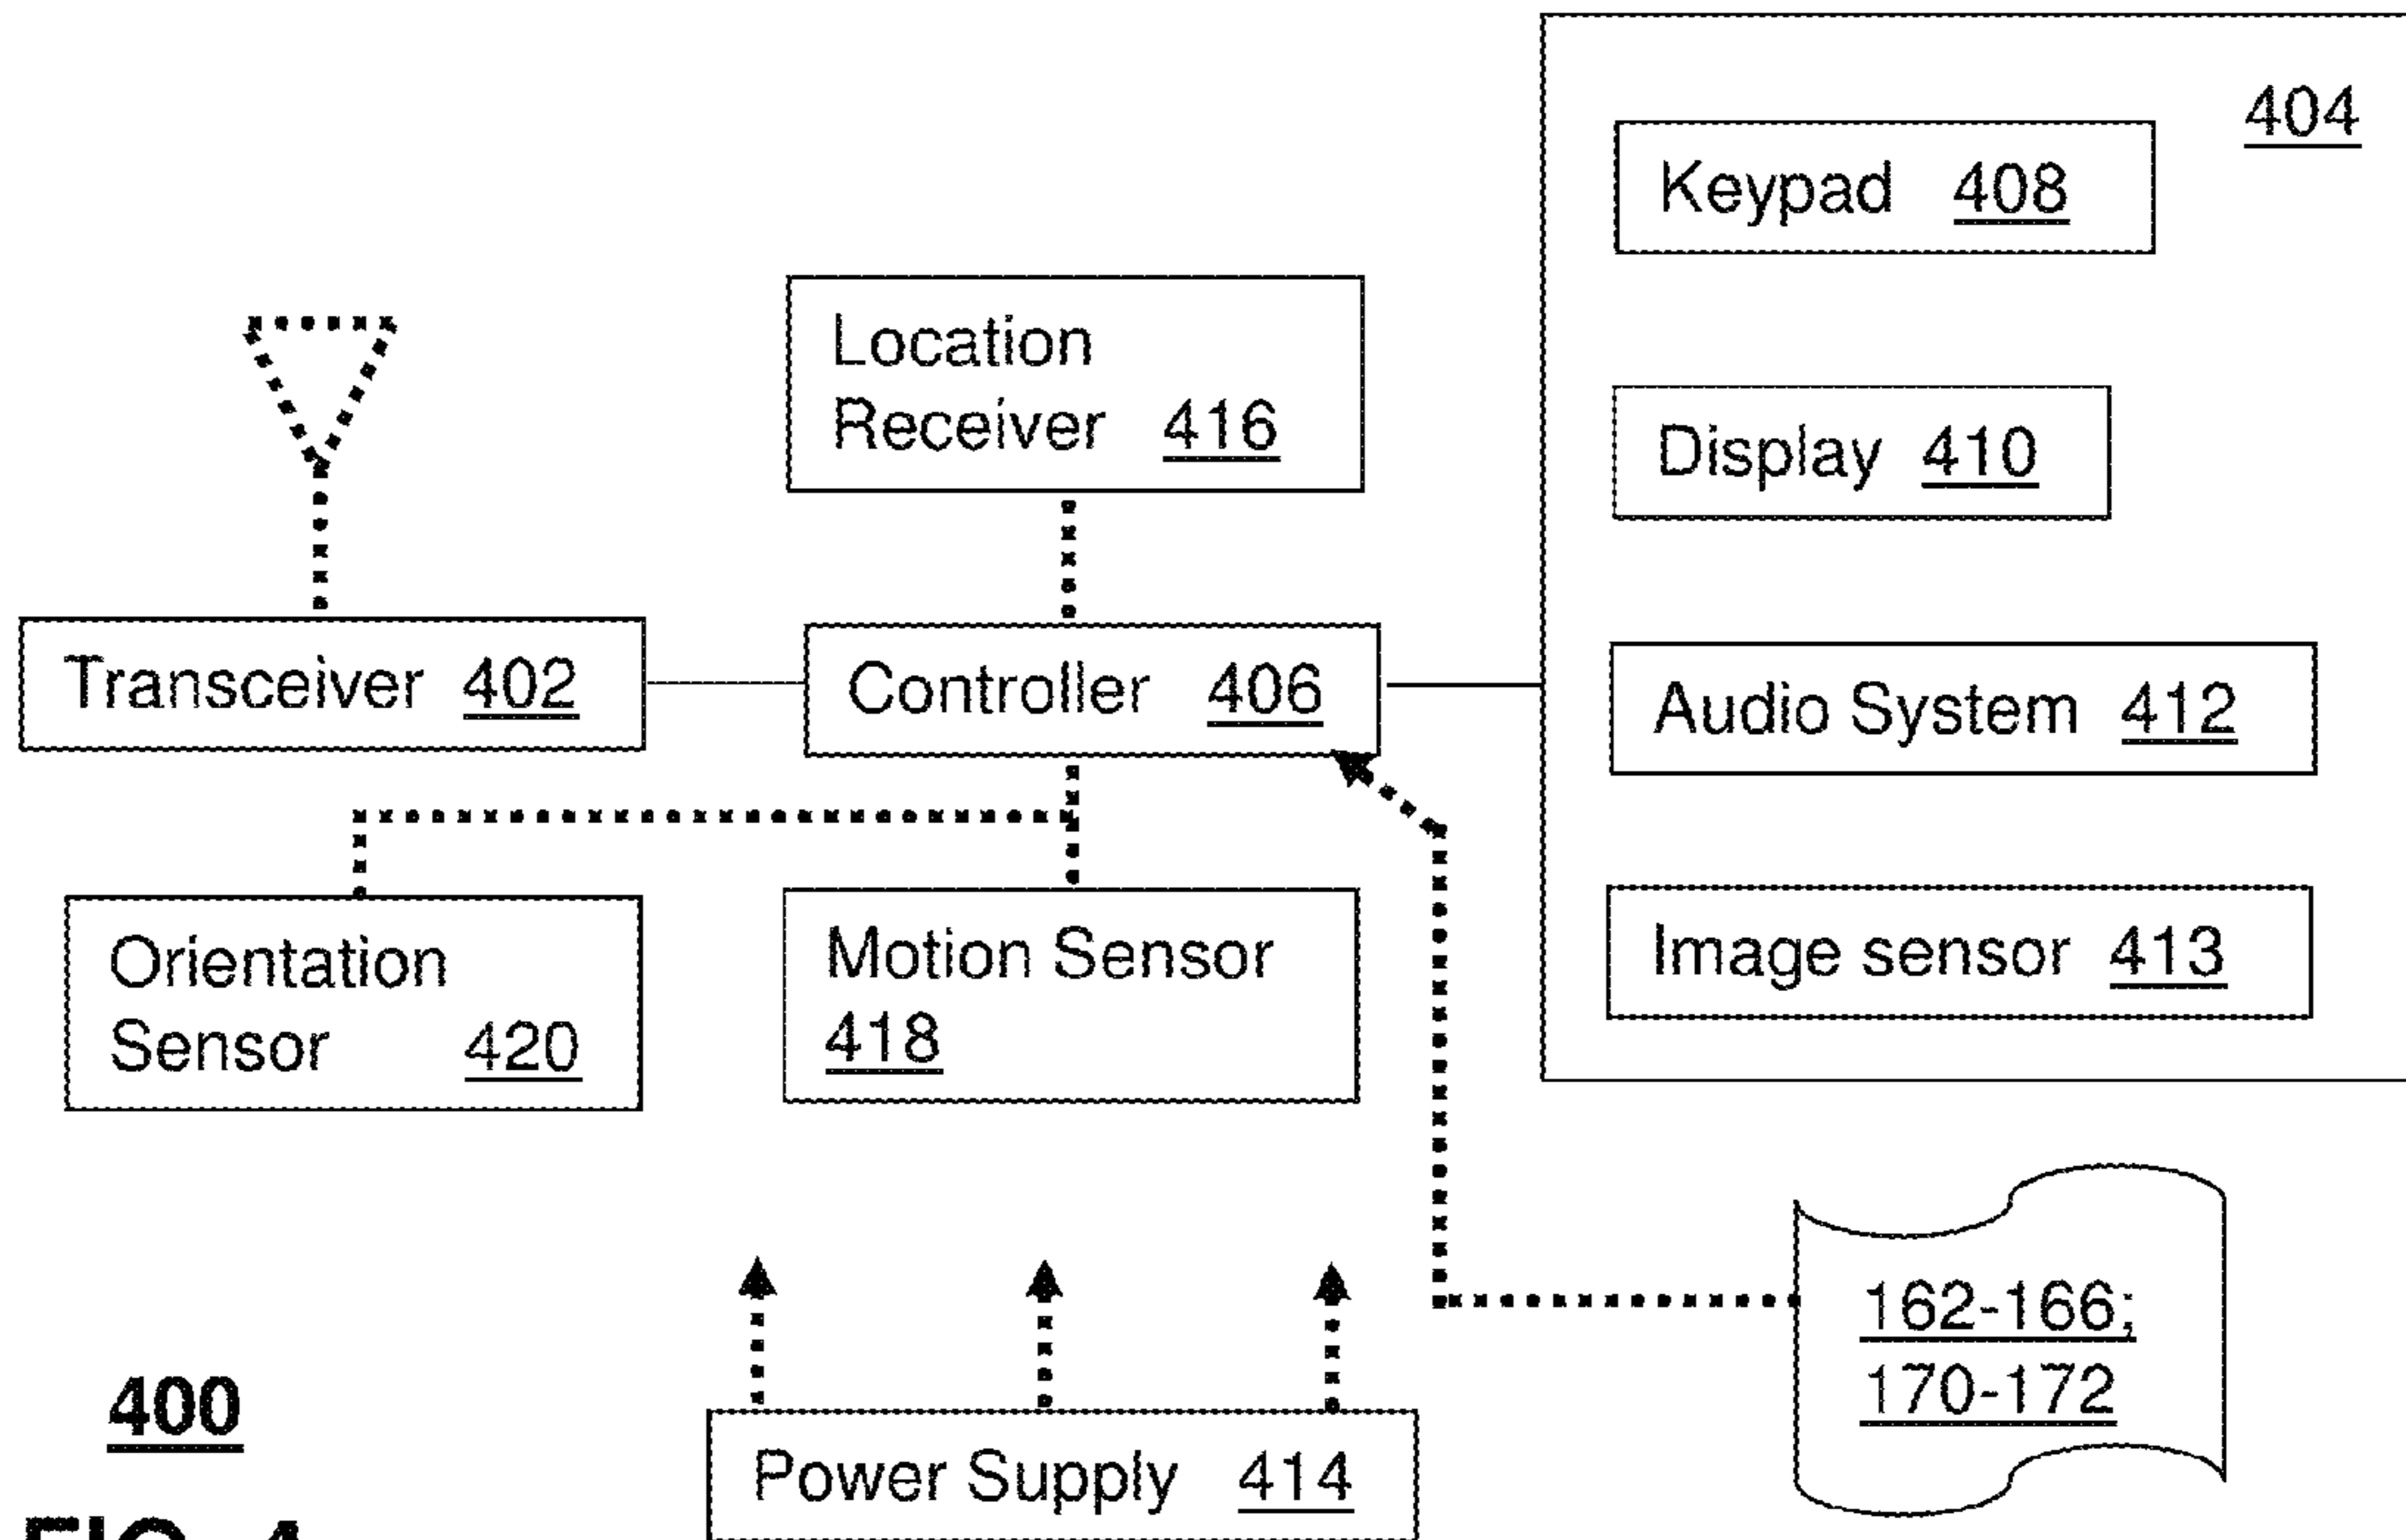 404
Keypad 408
Location
Receiver 416
Display 410
Transceiver 402
Controller 406
Audio System 412
Orientation
Sensor 420
Motion Sensor
418
Image sensor 413
162-166;
170-172
400
Power Supply 414